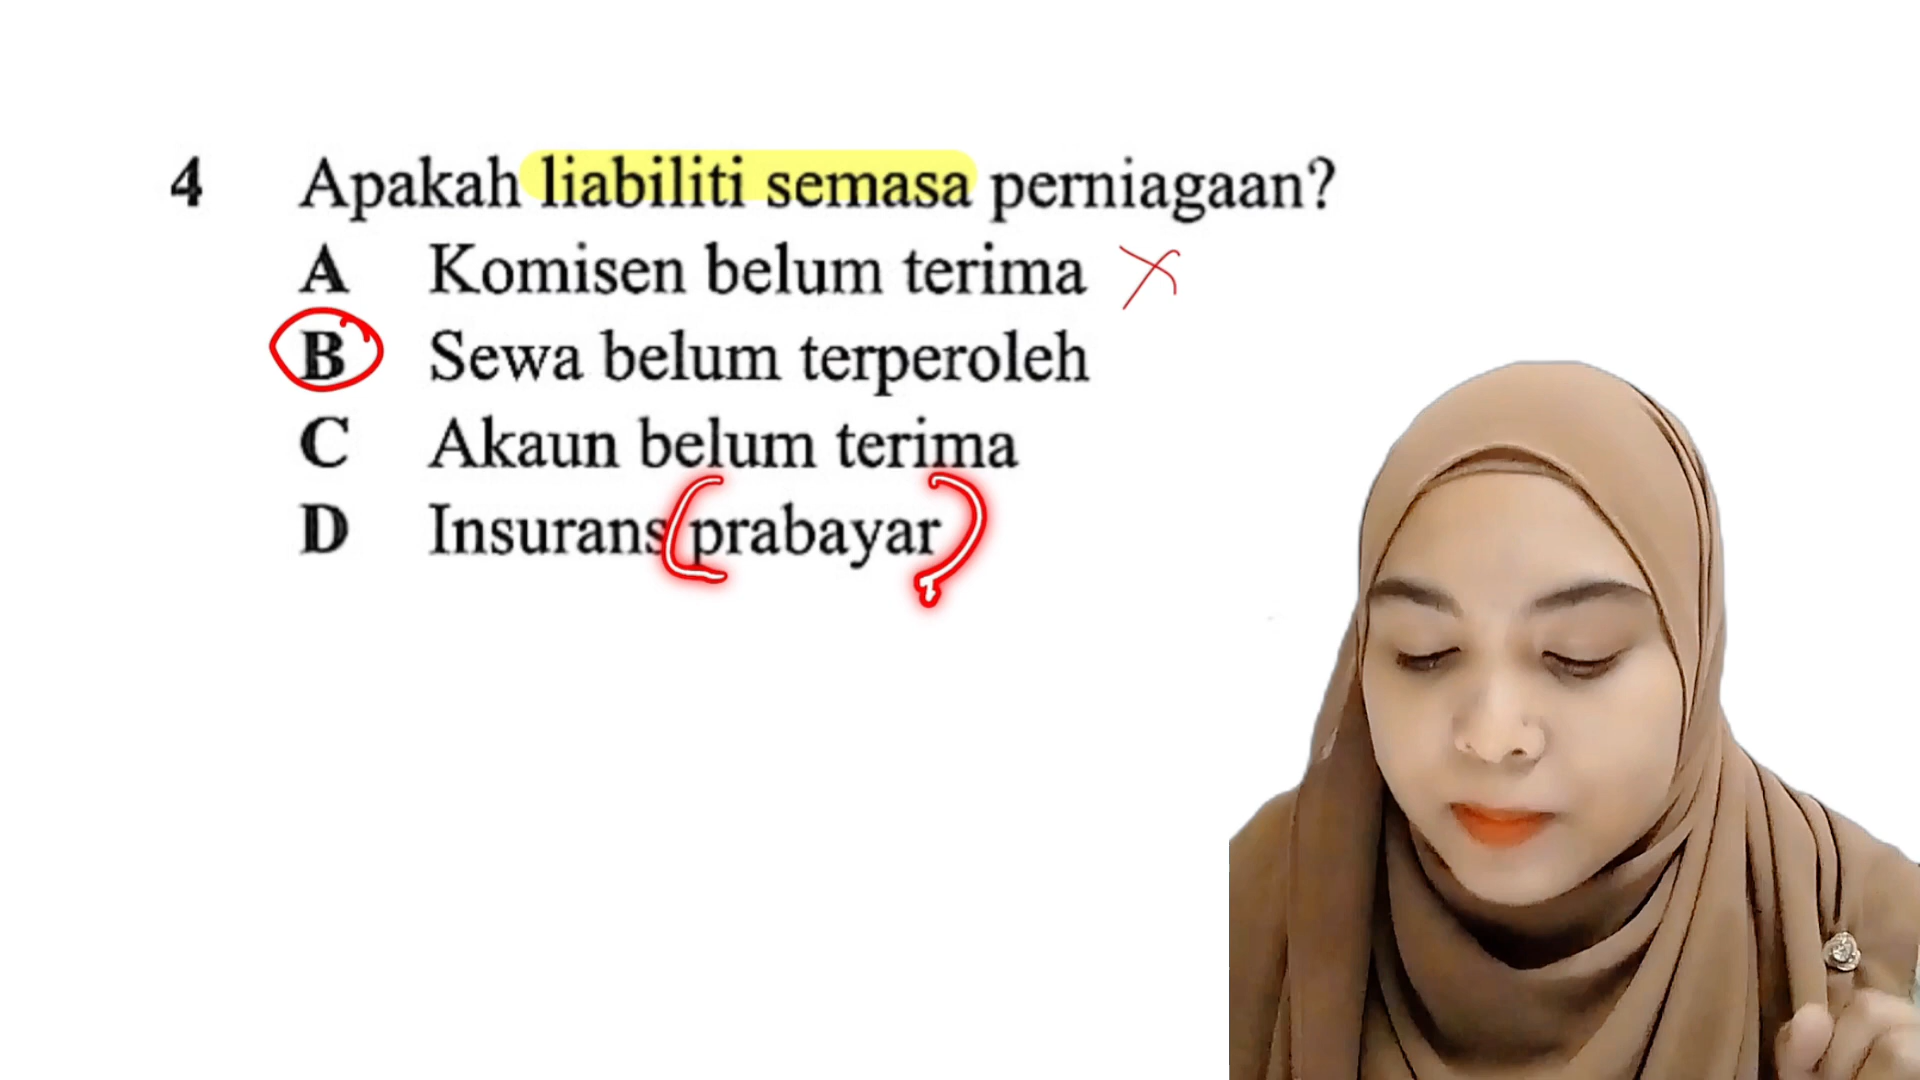 4 Apakah liabiliti semasa perniagaan?
A Komisen belum terima
B Sewa belum terperoleh
C Akaun belum terima
D Insurans (prabayar)